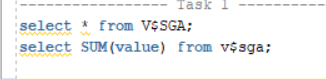 ------------------ Task 1 ----------
select * from V$SGA;
select SUM(value) from v$sga;